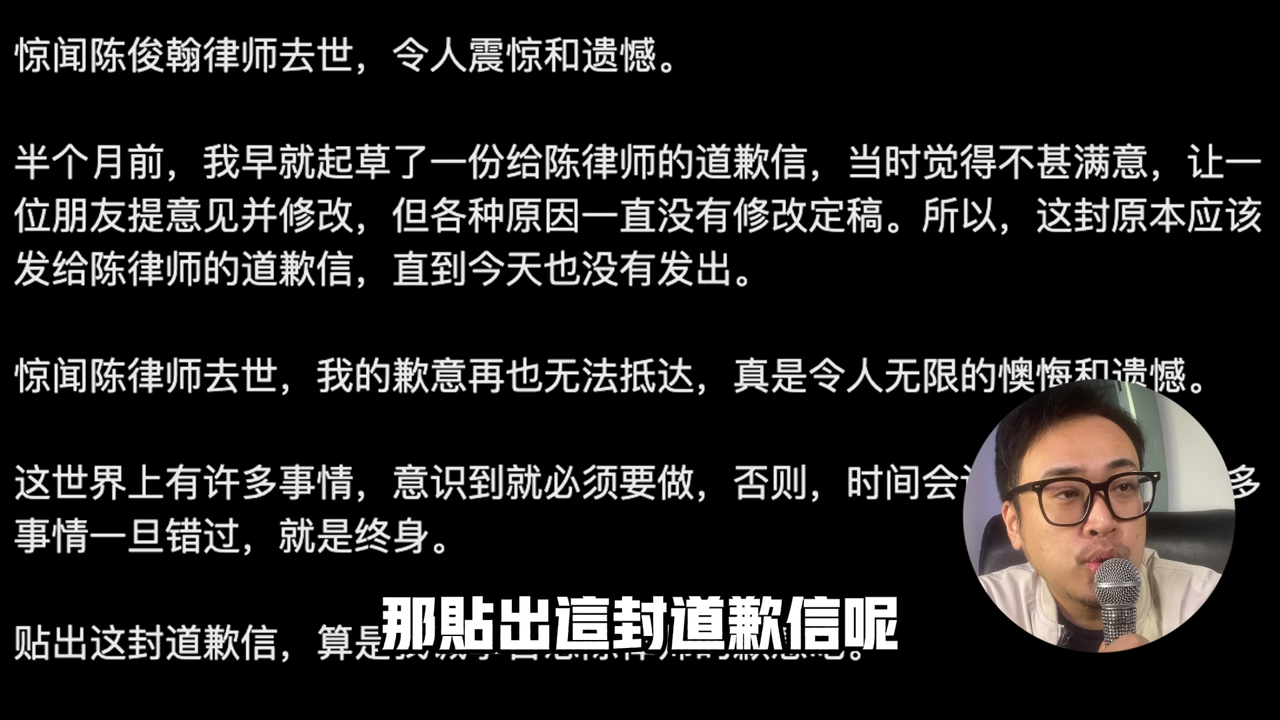 惊闻陈俊翰律师去世，令人震惊和遗憾。
半个月前，我早就起草了一份给陈律师的道歉信，当时觉得不甚满意，让一
位朋友提意见并修改，但各种原因一直没有修改定稿。所以，这封原本应该
发给陈律师的道歉信，直到今天也没有发出。
惊闻陈律师去世，我的歉意再也无法抵达，真是令人无限的懊悔和遗憾。
这世界上有许多事情，意识到就必须要做，否则，时间会 多
事情一旦错过，就是终身。
贴出这封道歉信，算是
那貼出這封道歉信呢